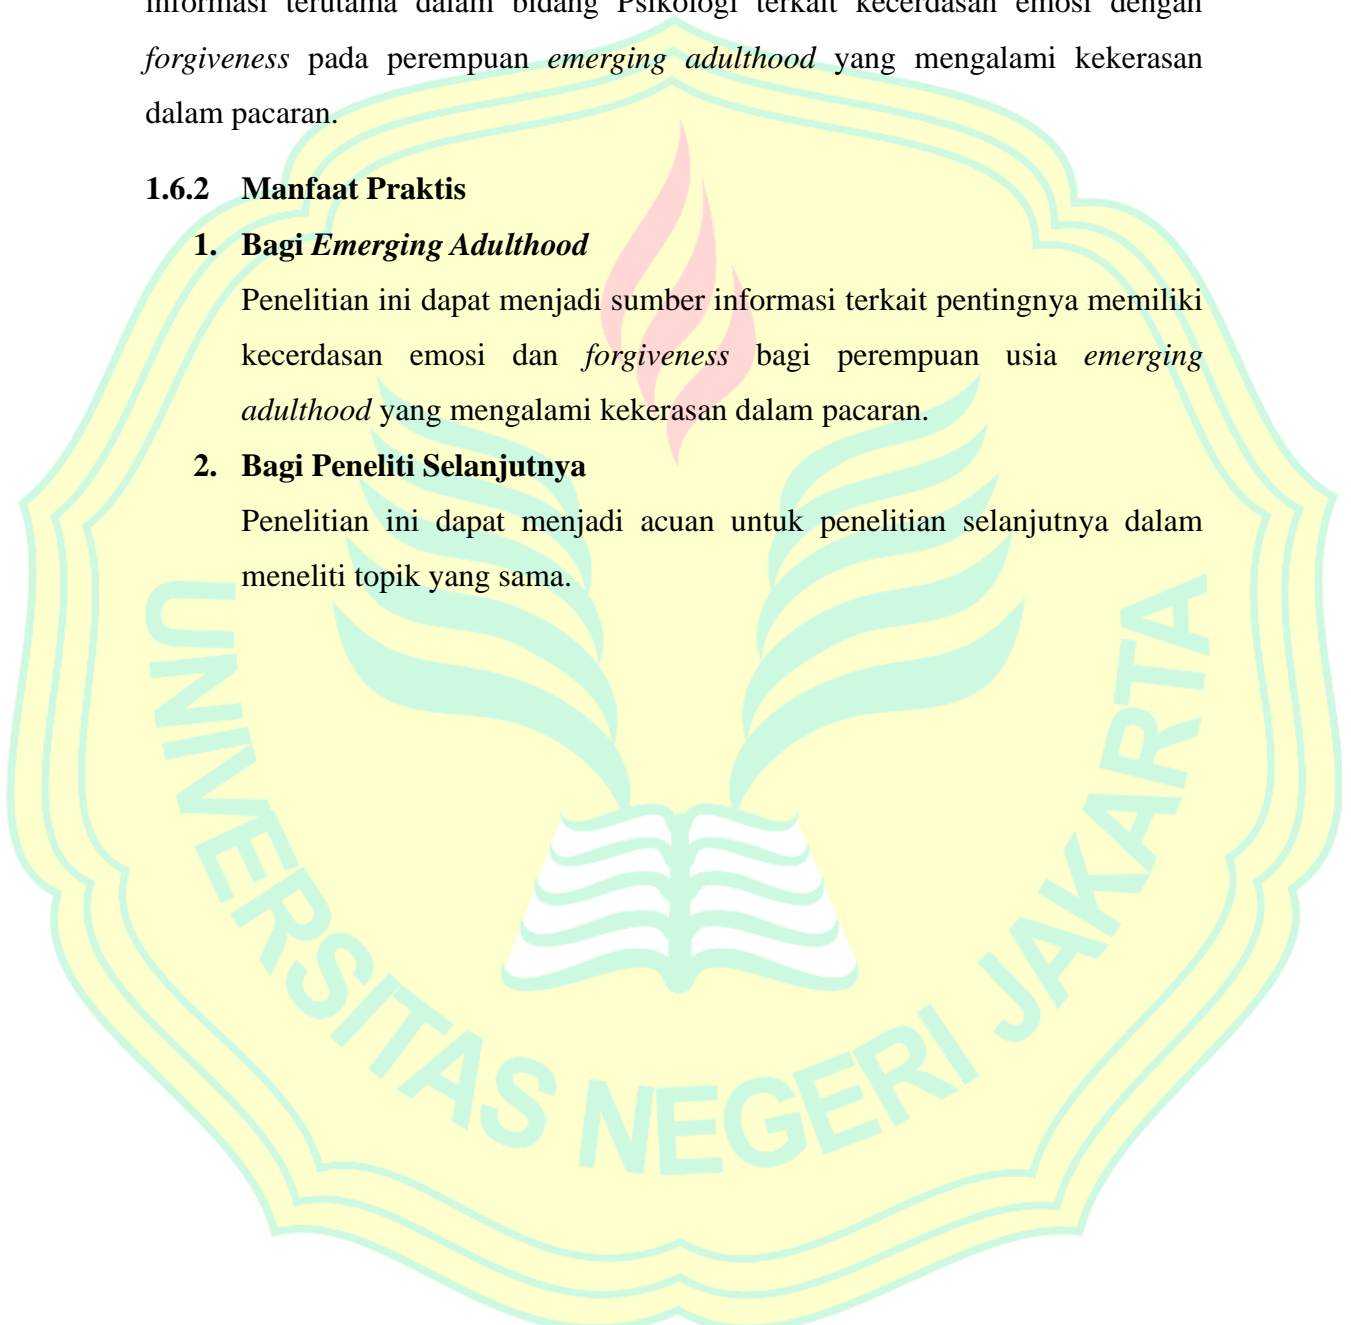 informasi terutama dalam bidang Psikologi terkait kecerdasan emosi dengan
forgiveness pada perempuan emerging adulthood yang mengalami kekerasan
dalam pacaran.
1.6.2 Manfaat Praktis
1. Bagi Emerging Adulthood
Penelitian ini dapat menjadi sumber informasi terkait pentingnya memiliki
kecerdasan emosi dan forgiveness bagi perempuan usia emerging
adulthood yang mengalami kekerasan dalam pacaran.
2. Bagi Peneliti Selanjutnya
Penelitian ini dapat menjadi acuan untuk penelitian selanjutnya dalam
meneliti topik yang sama.
UNIVERSITAS NEGERI JAKARTA